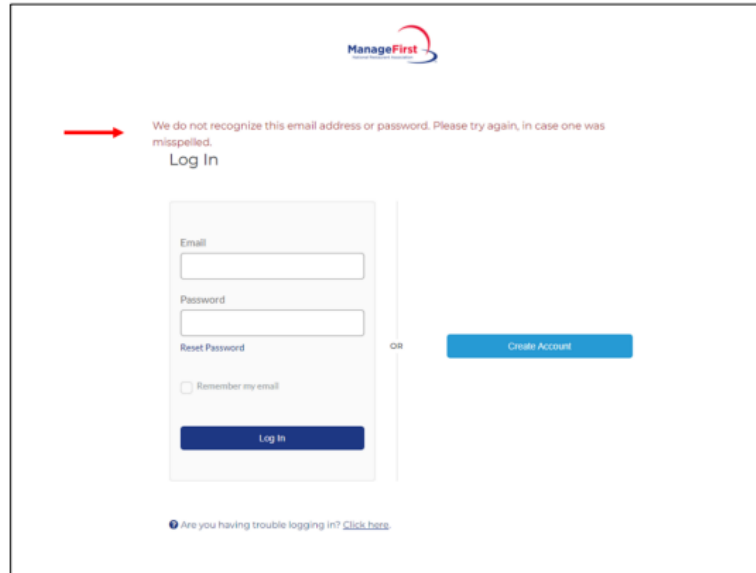 ManageFirst
National Restaurant Association
We do not recognize this email address or password. Please try again, in case one was
misspelled.
Log In
Email
Password
Reset Password
OR
Create Account
Remember my email
Log In
Are you having trouble logging in? Click here.